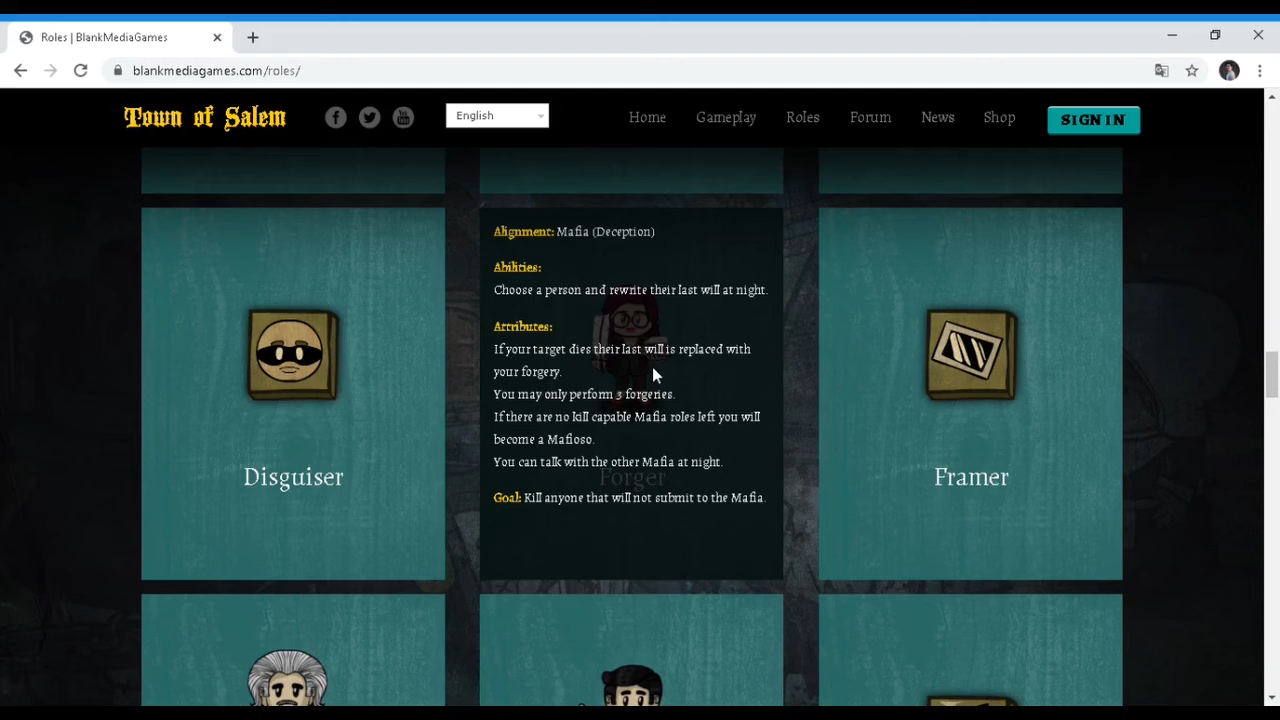 Roles | BlankMediaGames
blankmediagames.com/roles/
Town of Salem
English
Home
Gameplay
Roles
Forum
News
Shop
SIGN IN
Alignment: Mafia (Deception)
Abilities:
Choose a person and rewrite their last will at night.
Attributes:
If your target dies their last will is replaced with
your forgery.
You may only perform 3 forgeries.
If there are no kill capable Mafia roles left you will
become a Mafioso.
You can talk with the other Mafia at night.
Goal: Kill anyone that will not submit to the Mafia.
Disguiser
Forger
Framer